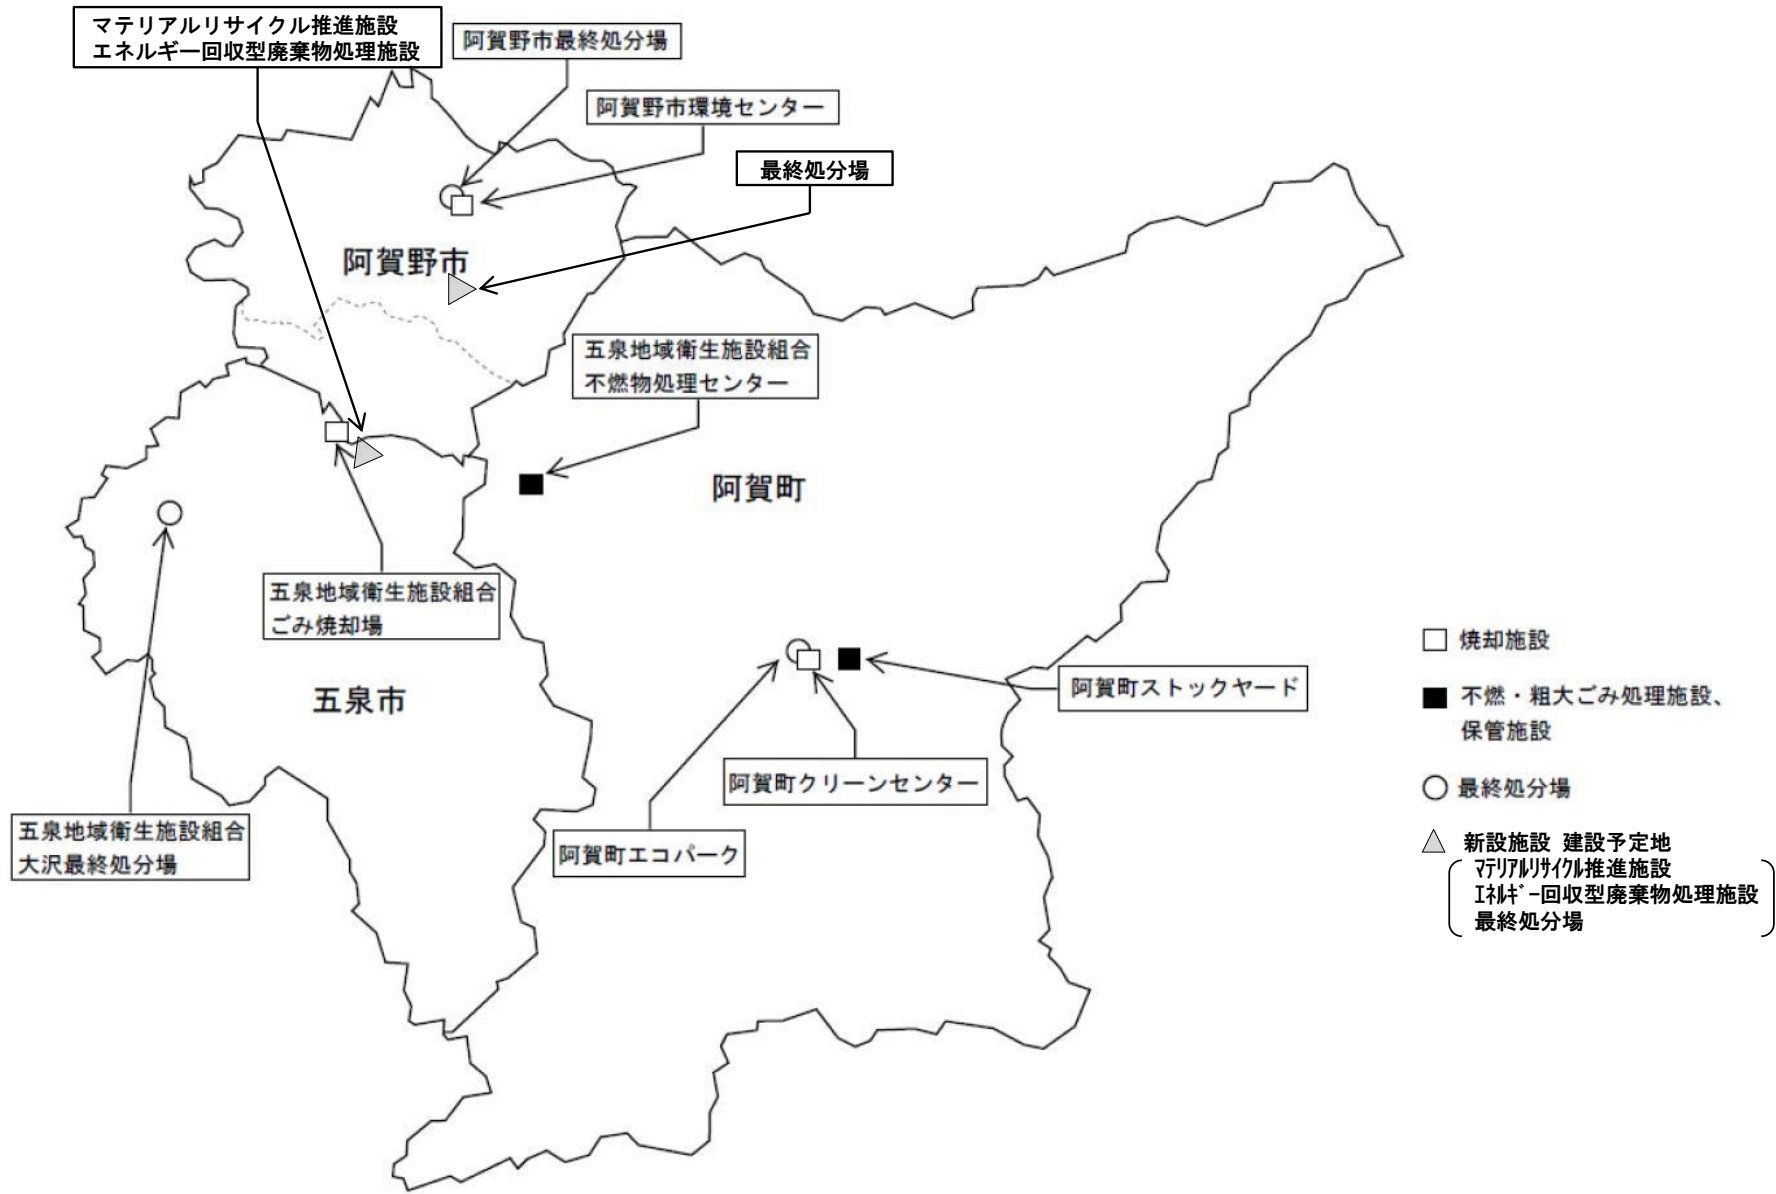 マテリアルリサイクル推進施設
エネルギー回収型廃棄物処理施設
阿賀野市最終処分場
阿賀野市環境センター
最終処分場
阿賀野市
五泉地域衛生施設組合
不燃物処理センター
阿賀町
五泉地域衛生施設組合
ごみ焼却場
五泉市
阿賀町ストックヤード
阿賀町クリーンセンター
阿賀町エコパーク
五泉地域衛生施設組合
大沢最終処分場
焼却施設
不燃・粗大ごみ処理施設、
保管施設
最終処分場
新設施設 建設予定地
ﾏﾃﾘｱﾙﾘｻｲｸﾙ推進施設
ｴﾈﾙｷﾞｰ回収型廃棄物処理施設
最終処分場